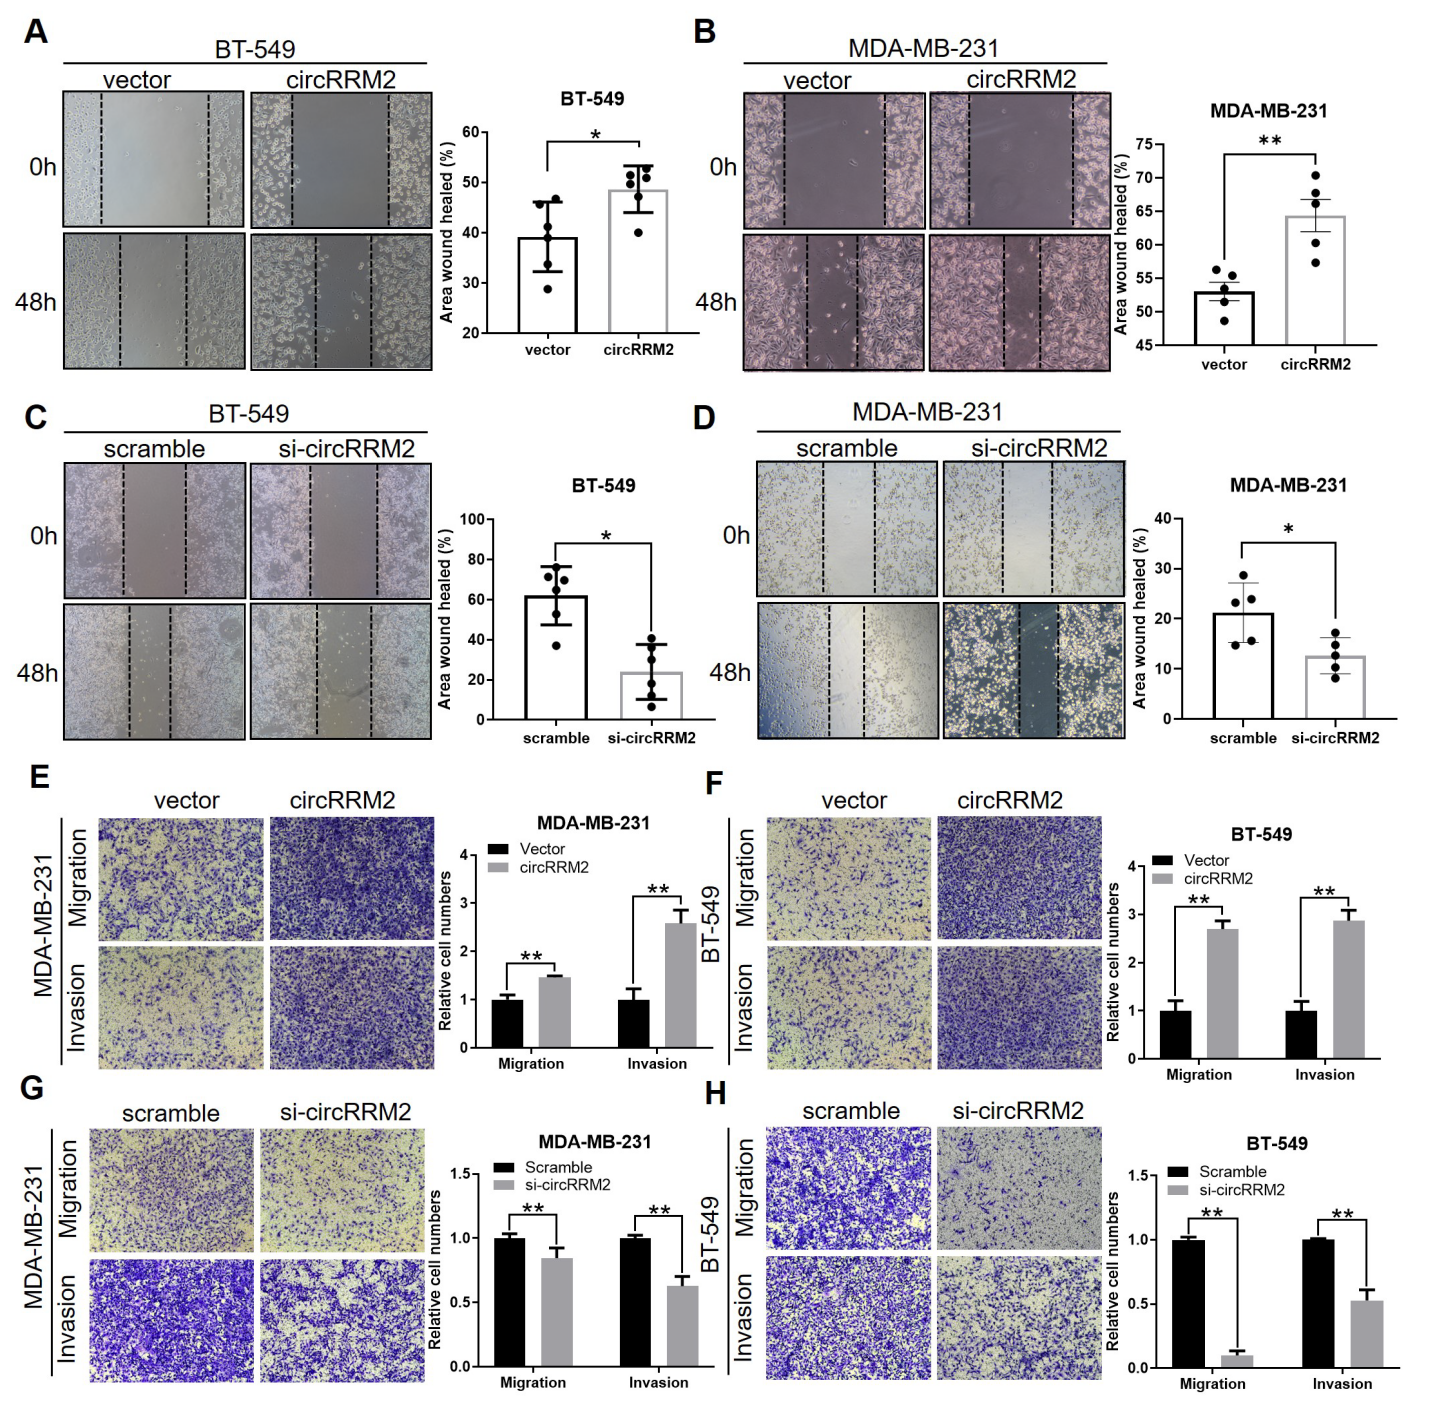 A
BT-549
vector circRRM2
0h
48h
BT-549
Area wound healed (%)
60
50
40
30
20
*
vector circRRM2
B
MDA-MB-231
vector circRRM2
0h
48h
MDA-MB-231
Area wound healed (%)
75
70
65
60
55
50
45
**
vector circRRM2
C
BT-549
scramble si-circRRM2
0h
48h
BT-549
Area wound healed (%)
100
80
60
40
20
0
*
scramble si-circRRM2
D
MDA-MB-231
scramble si-circRRM2
0h
48h
MDA-MB-231
Area wound healed (%)
40
30
20
10
0
*
scramble si-circRRM2
E
vector circRRM2
MDA-MB-231
Migration
Invasion
MDA-MB-231
Vector
circRRM2
Relative cell numbers
4
3
2
1
0
**
**
Migration Invasion
F
vector circRRM2
BT-549
Migration
Invasion
BT-549
Vector
circRRM2
Relative cell numbers
4
3
2
1
0
**
**
Migration Invasion
G
scramble si-circRRM2
MDA-MB-231
Migration
Invasion
MDA-MB-231
Scramble
si-circRRM2
Relative cell numbers
1.5
1.0
0.5
0.0
**
**
Migration Invasion
H
scramble si-circRRM2
BT-549
Migration
Invasion
BT-549
Scramble
si-circRRM2
Relative cell numbers
1.5
1.0
0.5
0.0
**
**
Migration Invasion